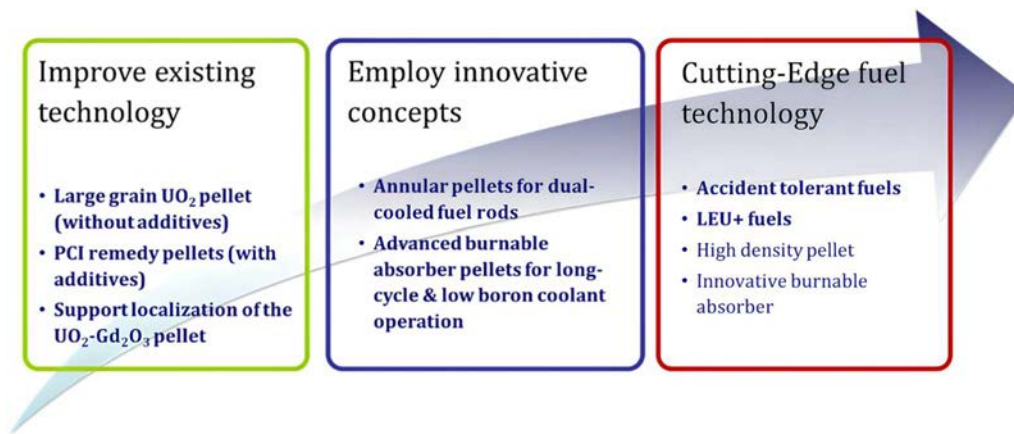 Improve existing
technology
• Large grain UO₂ pellet
(without additives)
• PCI remedy pellets (with
additives)
• Support localization of the
UO₂-Gd₂O₃ pellet
Employ innovative
concepts
• Annular pellets for dual-
cooled fuel rods
• Advanced burnable
absorber pellets for long-
cycle & low boron coolant
operation
Cutting-Edge fuel
technology
• Accident tolerant fuels
• LEU+ fuels
• High density pellet
• Innovative burnable
absorber